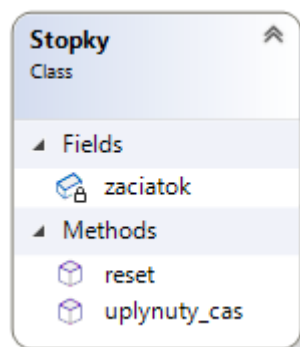 Stopky
Class
Fields
zaciatok
Methods
reset
uplynuty_cas